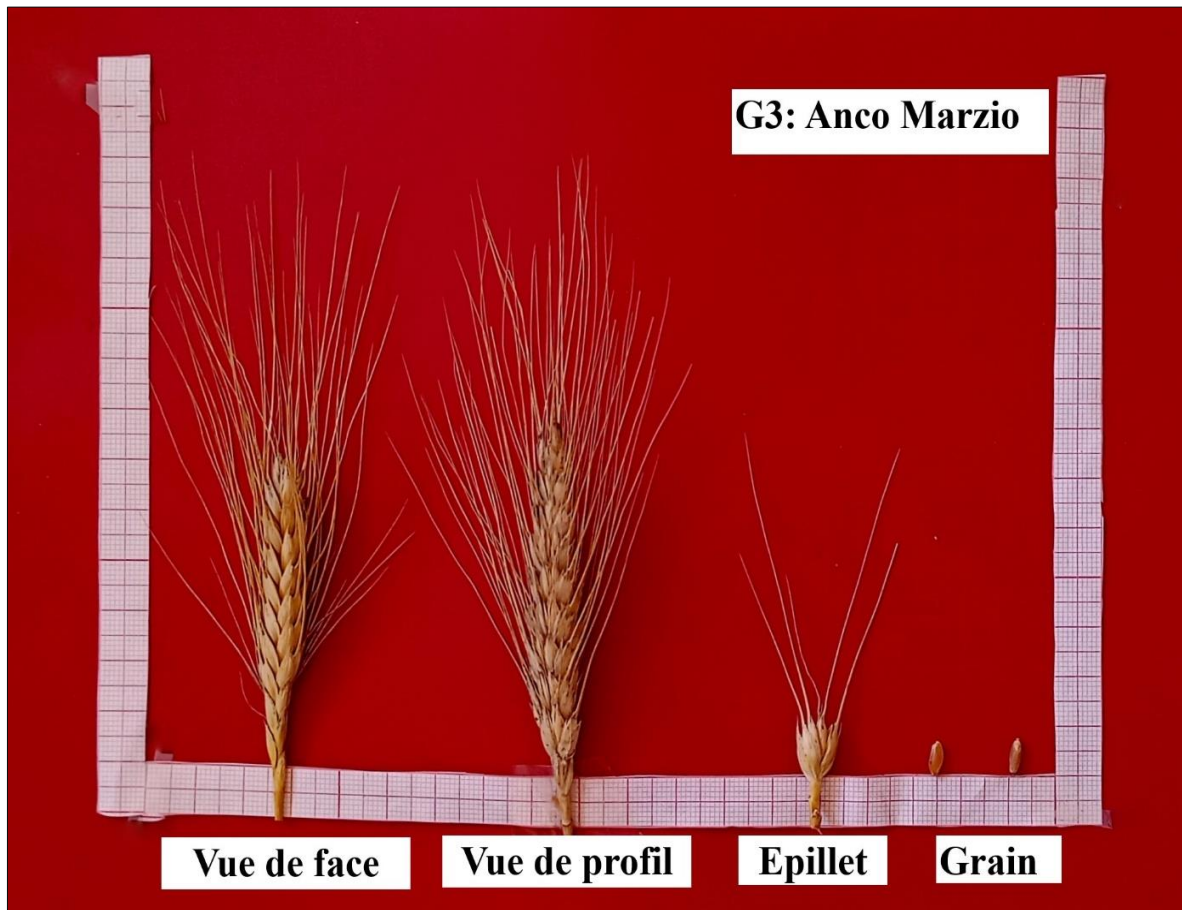 G3: Anco Marzio
Vue de face
Vue de profil
Epillet
Grain